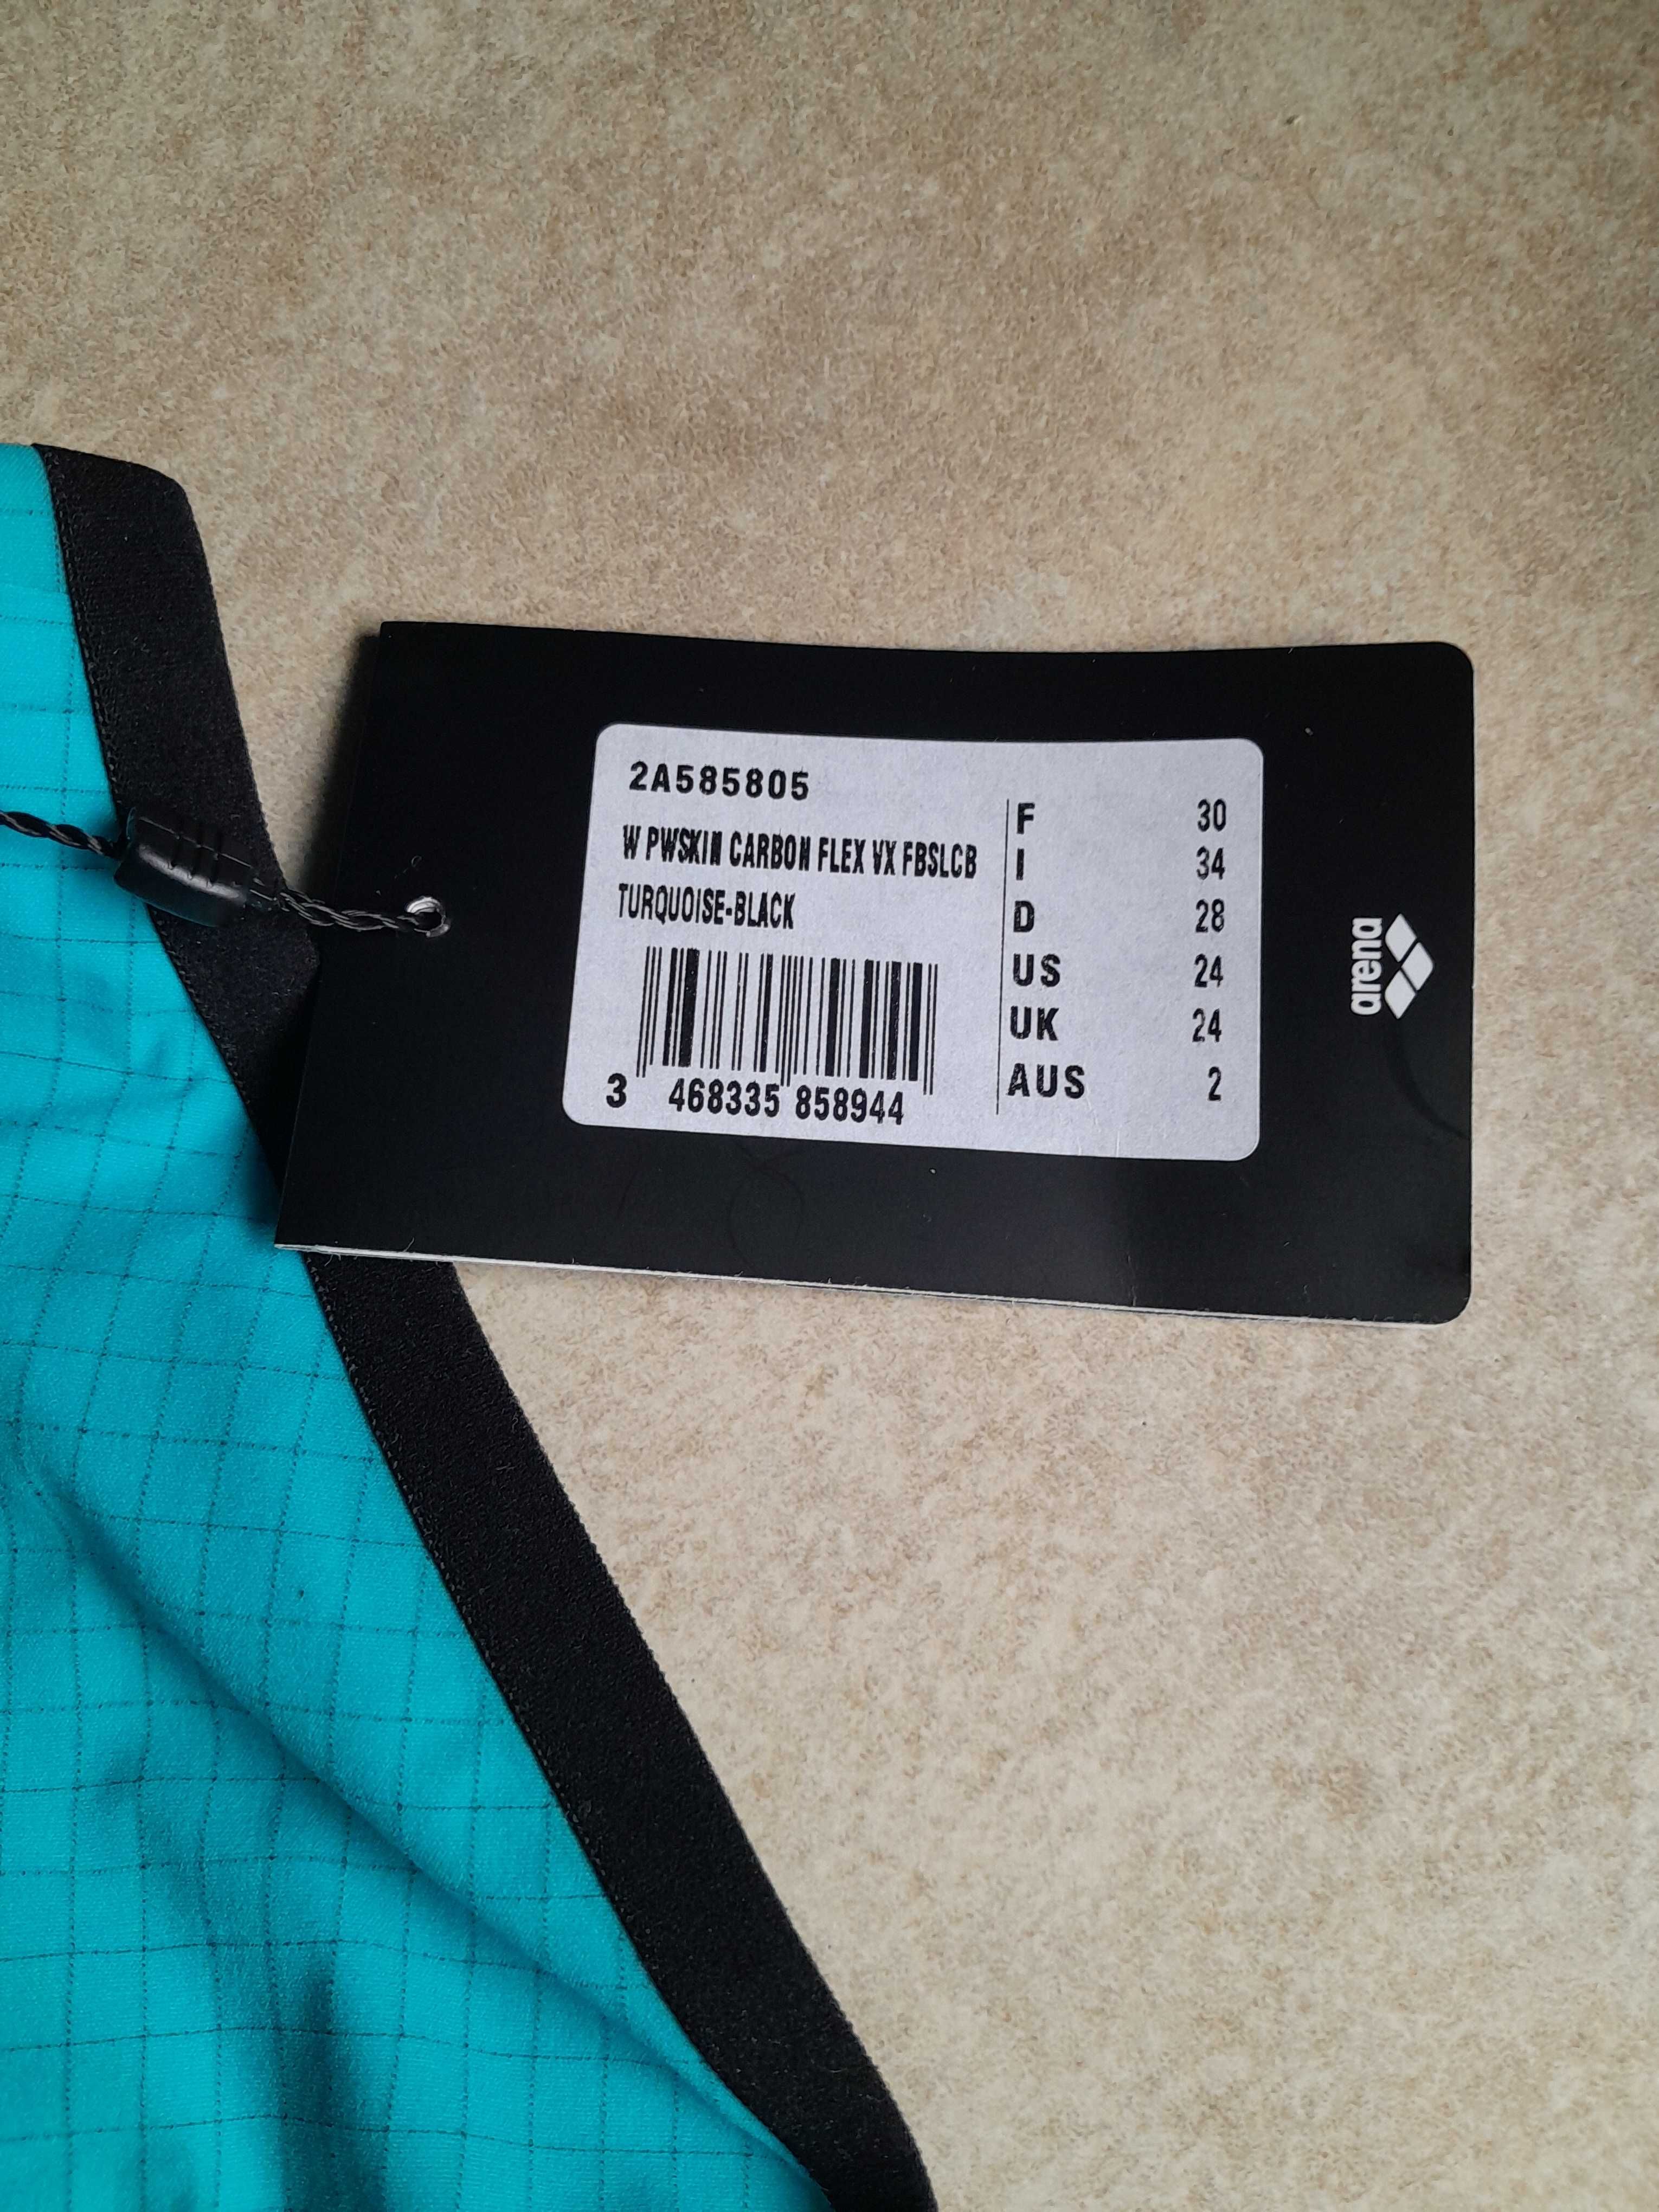 2A585805
W PWSKIN CARBON FLEX VX FBSLCB
TURQUOISE-BLACK
3 468335 858944
F 30
I 34
D 28
US 24
UK 24
AUS 2
arena